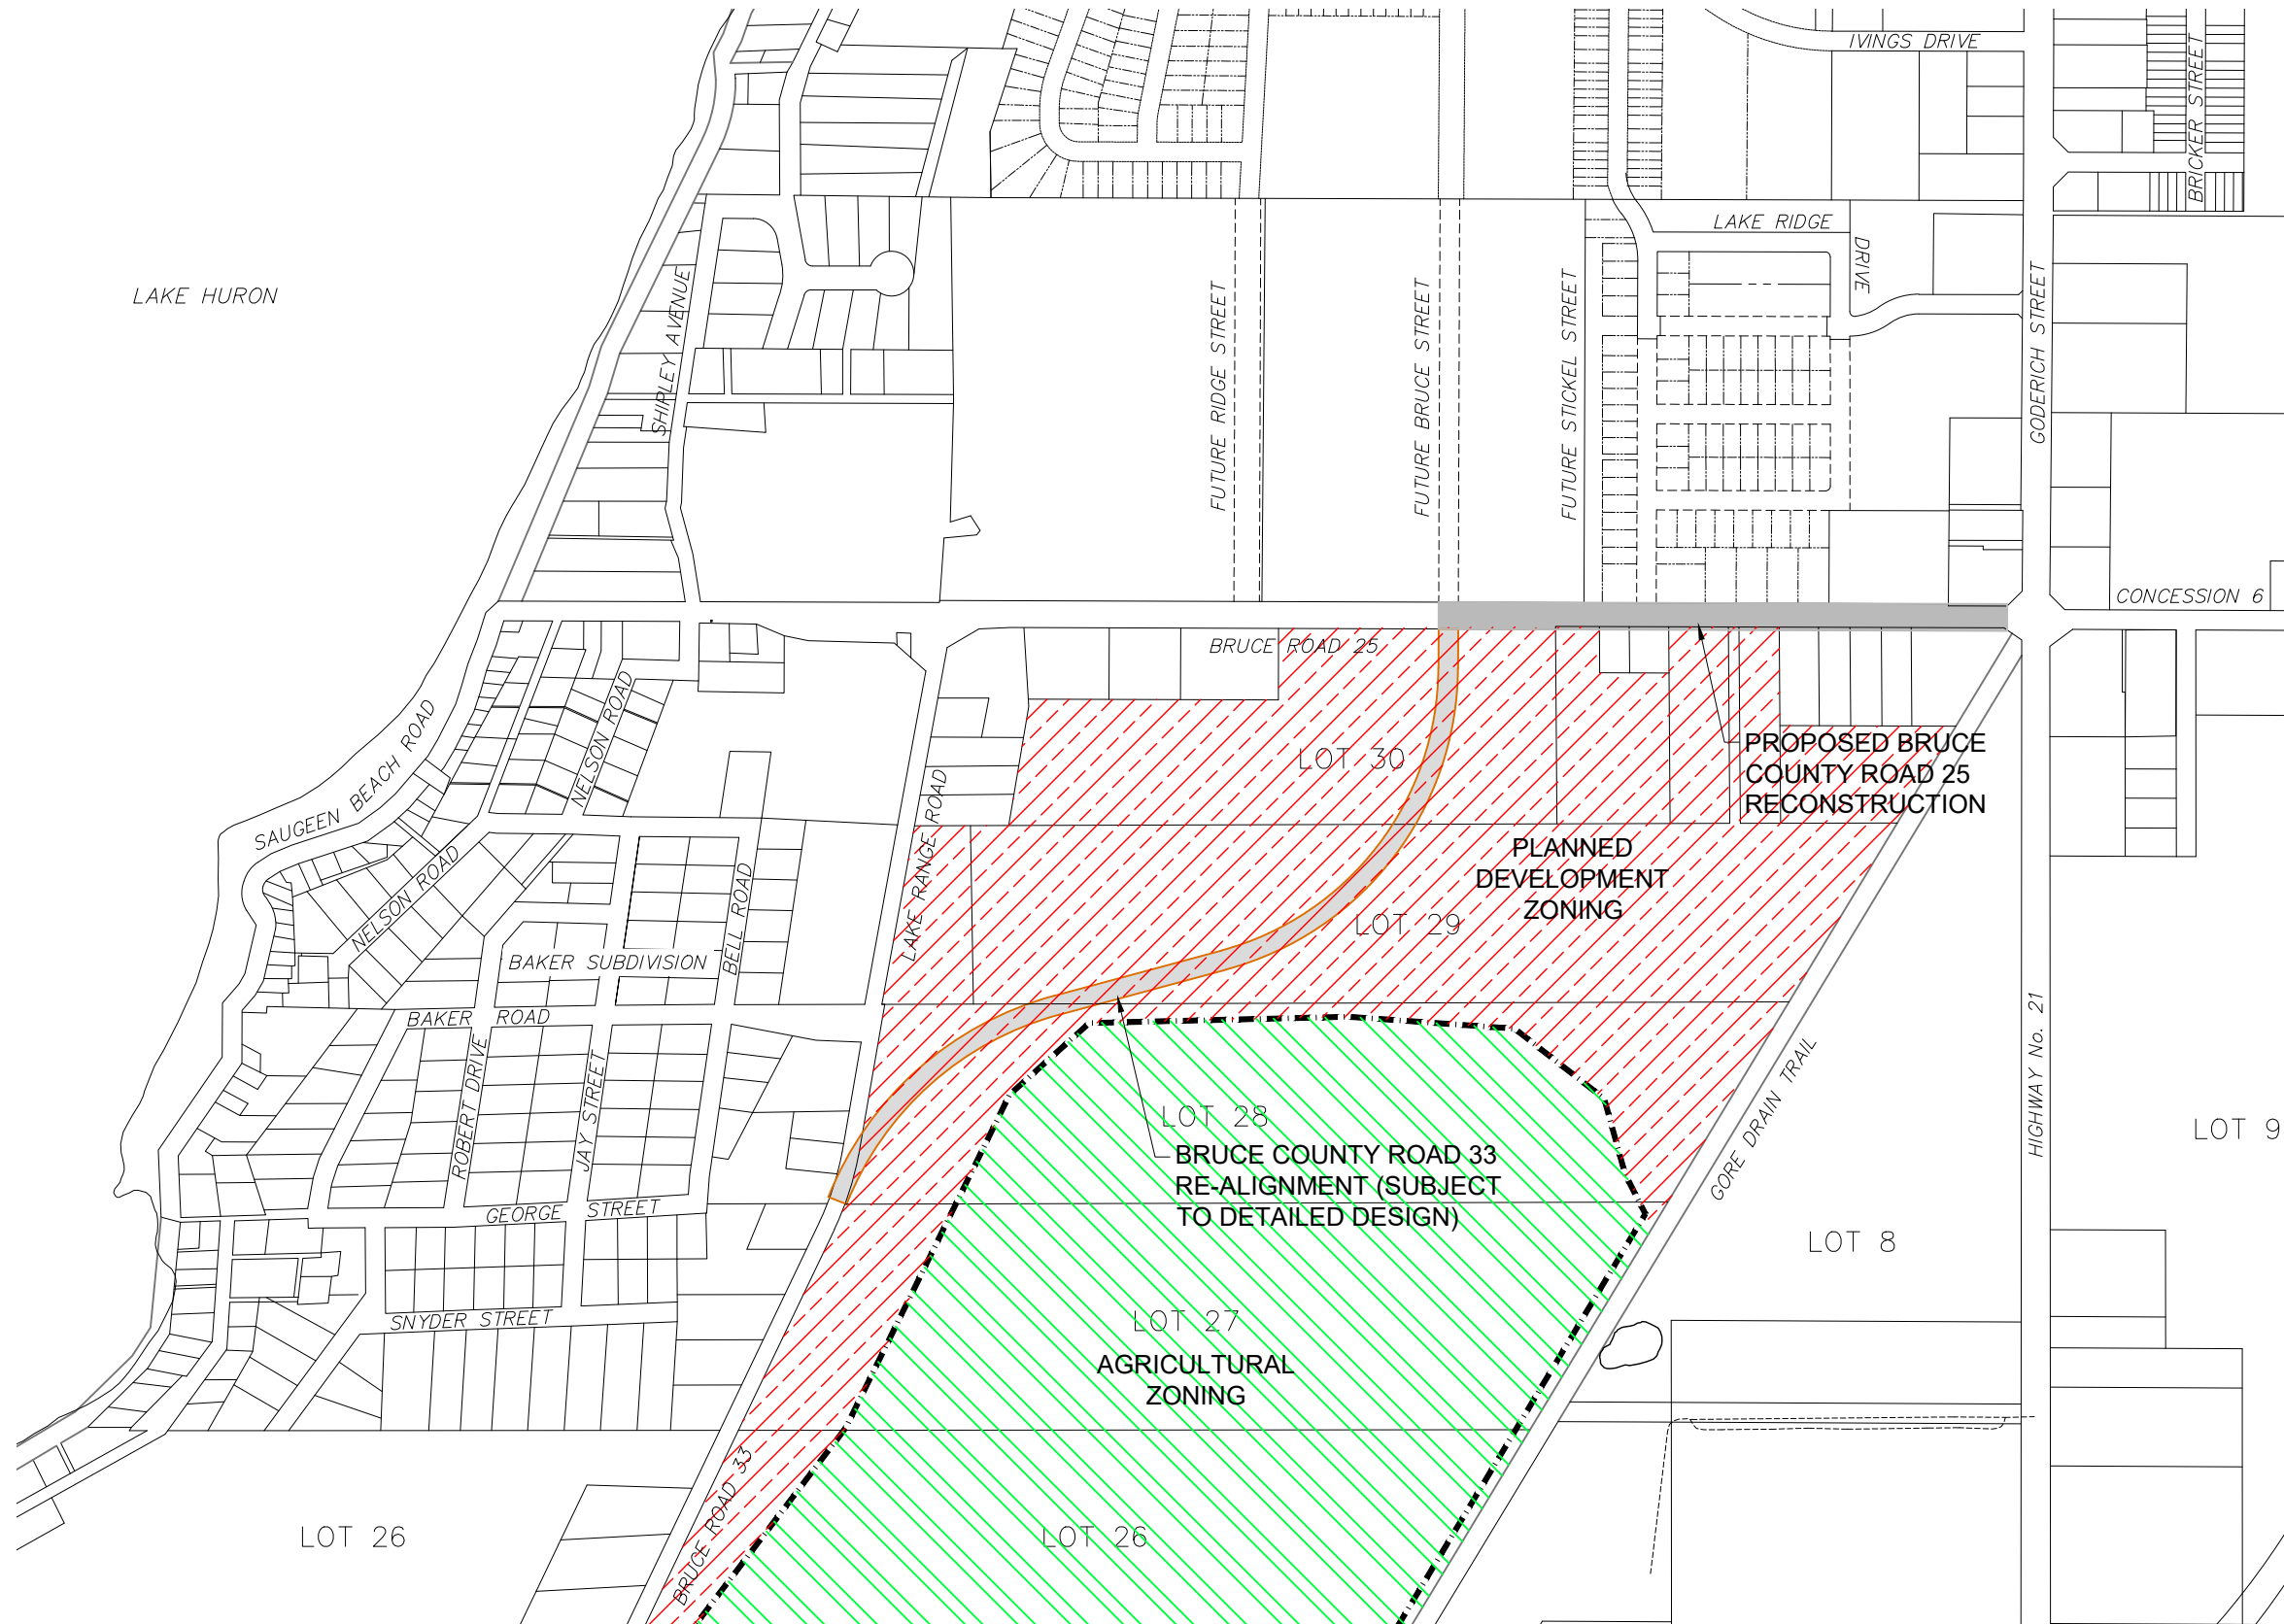 IVINGS DRIVE
BRICKER STREET
LAKE RIDGE
DRIVE
LAKE HURON
SHIPLEY AVENUE
FUTURE RIDGE STREET
FUTURE BRUCE STREET
FUTURE STICKEL STREET
GODERICH STREET
CONCESSION 6
BRUCE ROAD 25
SAUGEEN BEACH ROAD
NELSON ROAD
LOT 30
PROPOSED BRUCE
COUNTY ROAD 25
RECONSTRUCTION
LAKE RANGE ROAD
NELSON ROAD
PLANNED
DEVELOPMENT
ZONING
LOT 29
BELL ROAD
BAKER SUBDIVISION
BAKER ROAD
ROBERT DRIVE
JAY STREET
GORE DRAIN TRAIL
HIGHWAY No. 21
LOT 28
LOT 9
BRUCE COUNTY ROAD 33
RE-ALIGNMENT (SUBJECT
TO DETAILED DESIGN)
GEORGE STREET
LOT 8
SNYDER STREET
LOT 27
AGRICULTURAL
ZONING
BRUCE ROAD 33
LOT 26
LOT 26